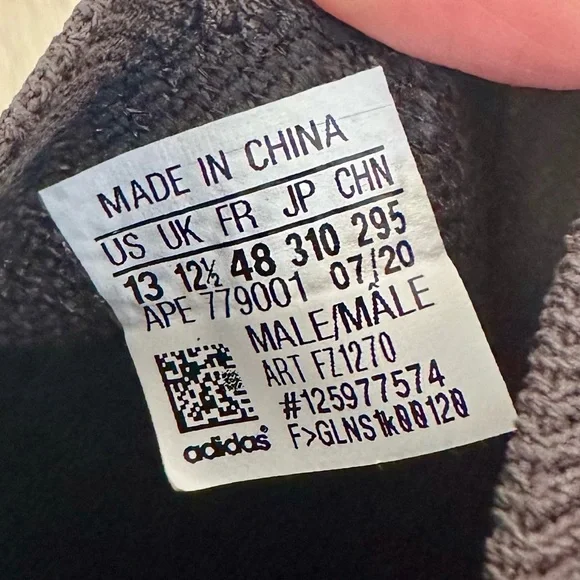 MADE IN CHINA
US UK FR JP CHN
13 12½ 48 310 295
APE 779001 07/20
MALE/MÂLE
ART FZ1270
#125977574
adidas®